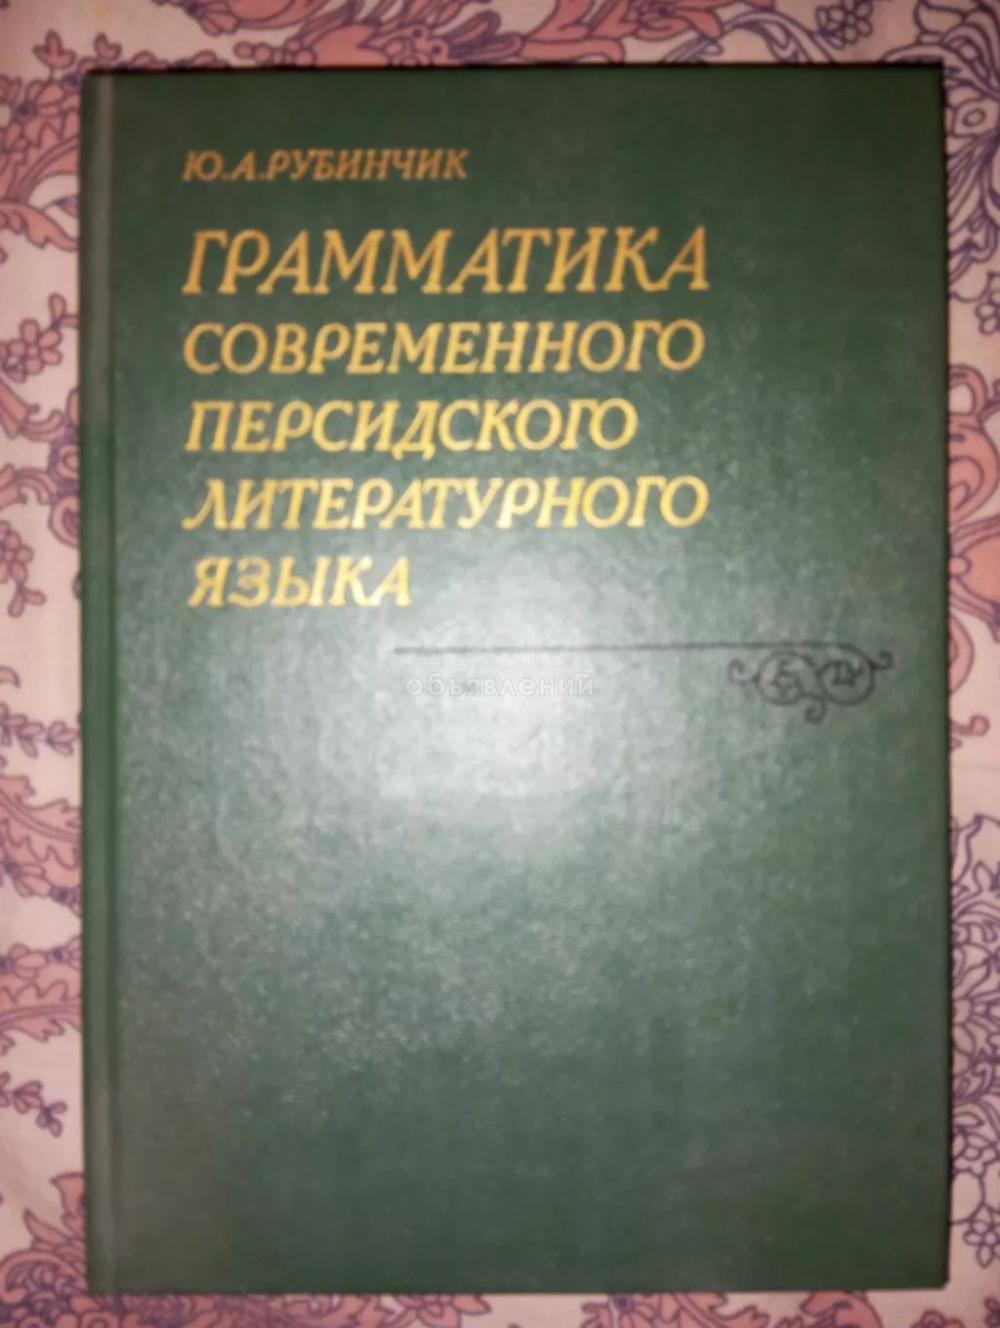 Ю.А.РУБИНЧИК
ГРАММАТИКА
СОВРЕМЕННОГО
ПЕРСИДСКОГО
ЛИТЕРАТУРНОГО
ЯЗЫКА
объявлений